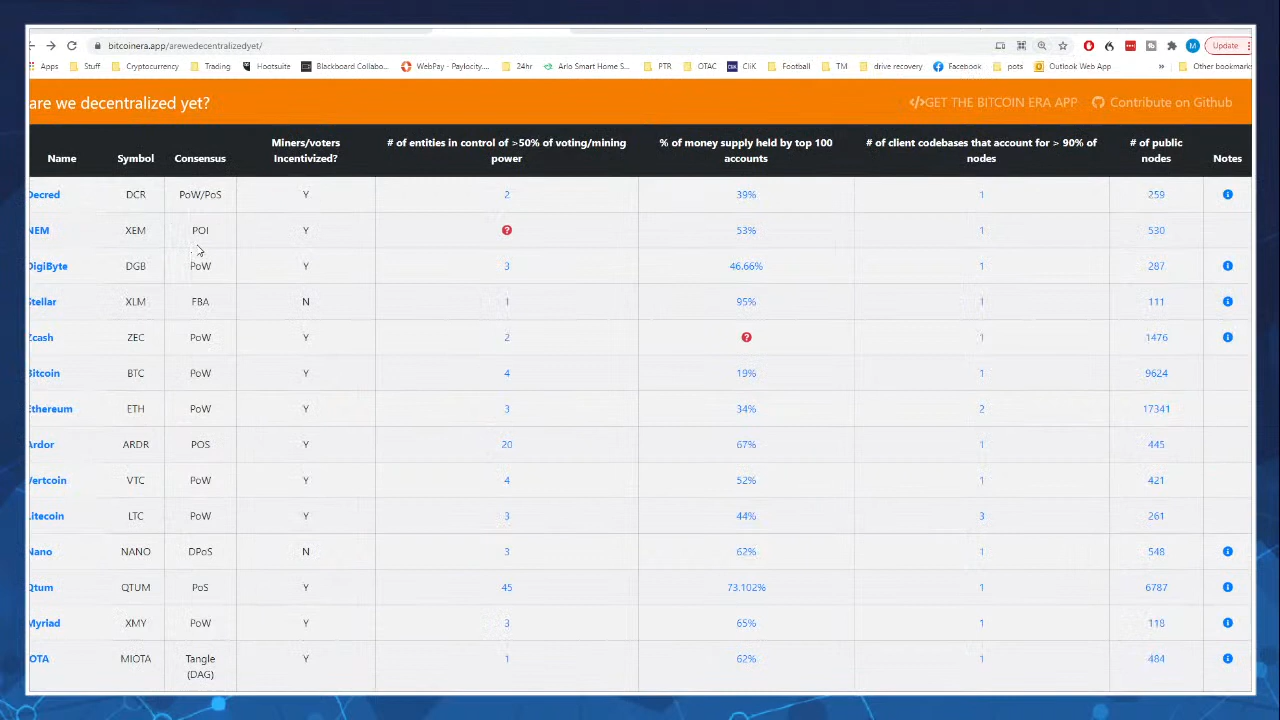 bitcoinera.app/arewedecentralizedyet/
Update
Apps Stuff Cryptocurrency Trading Hootsuite Blackboard Collabo... WebPay - Paylocity.... 24hr Arlo Smart Home S... PTR OTAC CliK Football TM drive recovery Facebook pots Outlook Web App » Other bookmarks
are we decentralized yet? </>GET THE BITCOIN ERA APP Contribute on Github
Name Symbol Consensus Miners/voters Incentivized? # of entities in control of >50% of voting/mining power % of money supply held by top 100 accounts # of client codebases that account for > 90% of nodes # of public nodes Notes
Decred DCR PoW/PoS Y 2 39% 1 259
NEM XEM POI Y ? 53% 1 530
DigiByte DGB PoW Y 3 46.66% 1 287
Stellar XLM FBA N 1 95% 1 111
Zcash ZEC PoW Y 2 ? 1 1476
Bitcoin BTC PoW Y 4 19% 1 9624
Ethereum ETH PoW Y 3 34% 2 17341
Ardor ARDR POS Y 20 67% 1 445
Vertcoin VTC PoW Y 4 52% 1 421
Litecoin LTC PoW Y 3 44% 3 261
Nano NANO DPoS N 3 62% 1 548
Qtum QTUM PoS Y 45 73.102% 1 6787
Myriad XMY PoW Y 3 65% 1 118
IOTA MIOTA Tangle (DAG) Y 1 62% 1 484